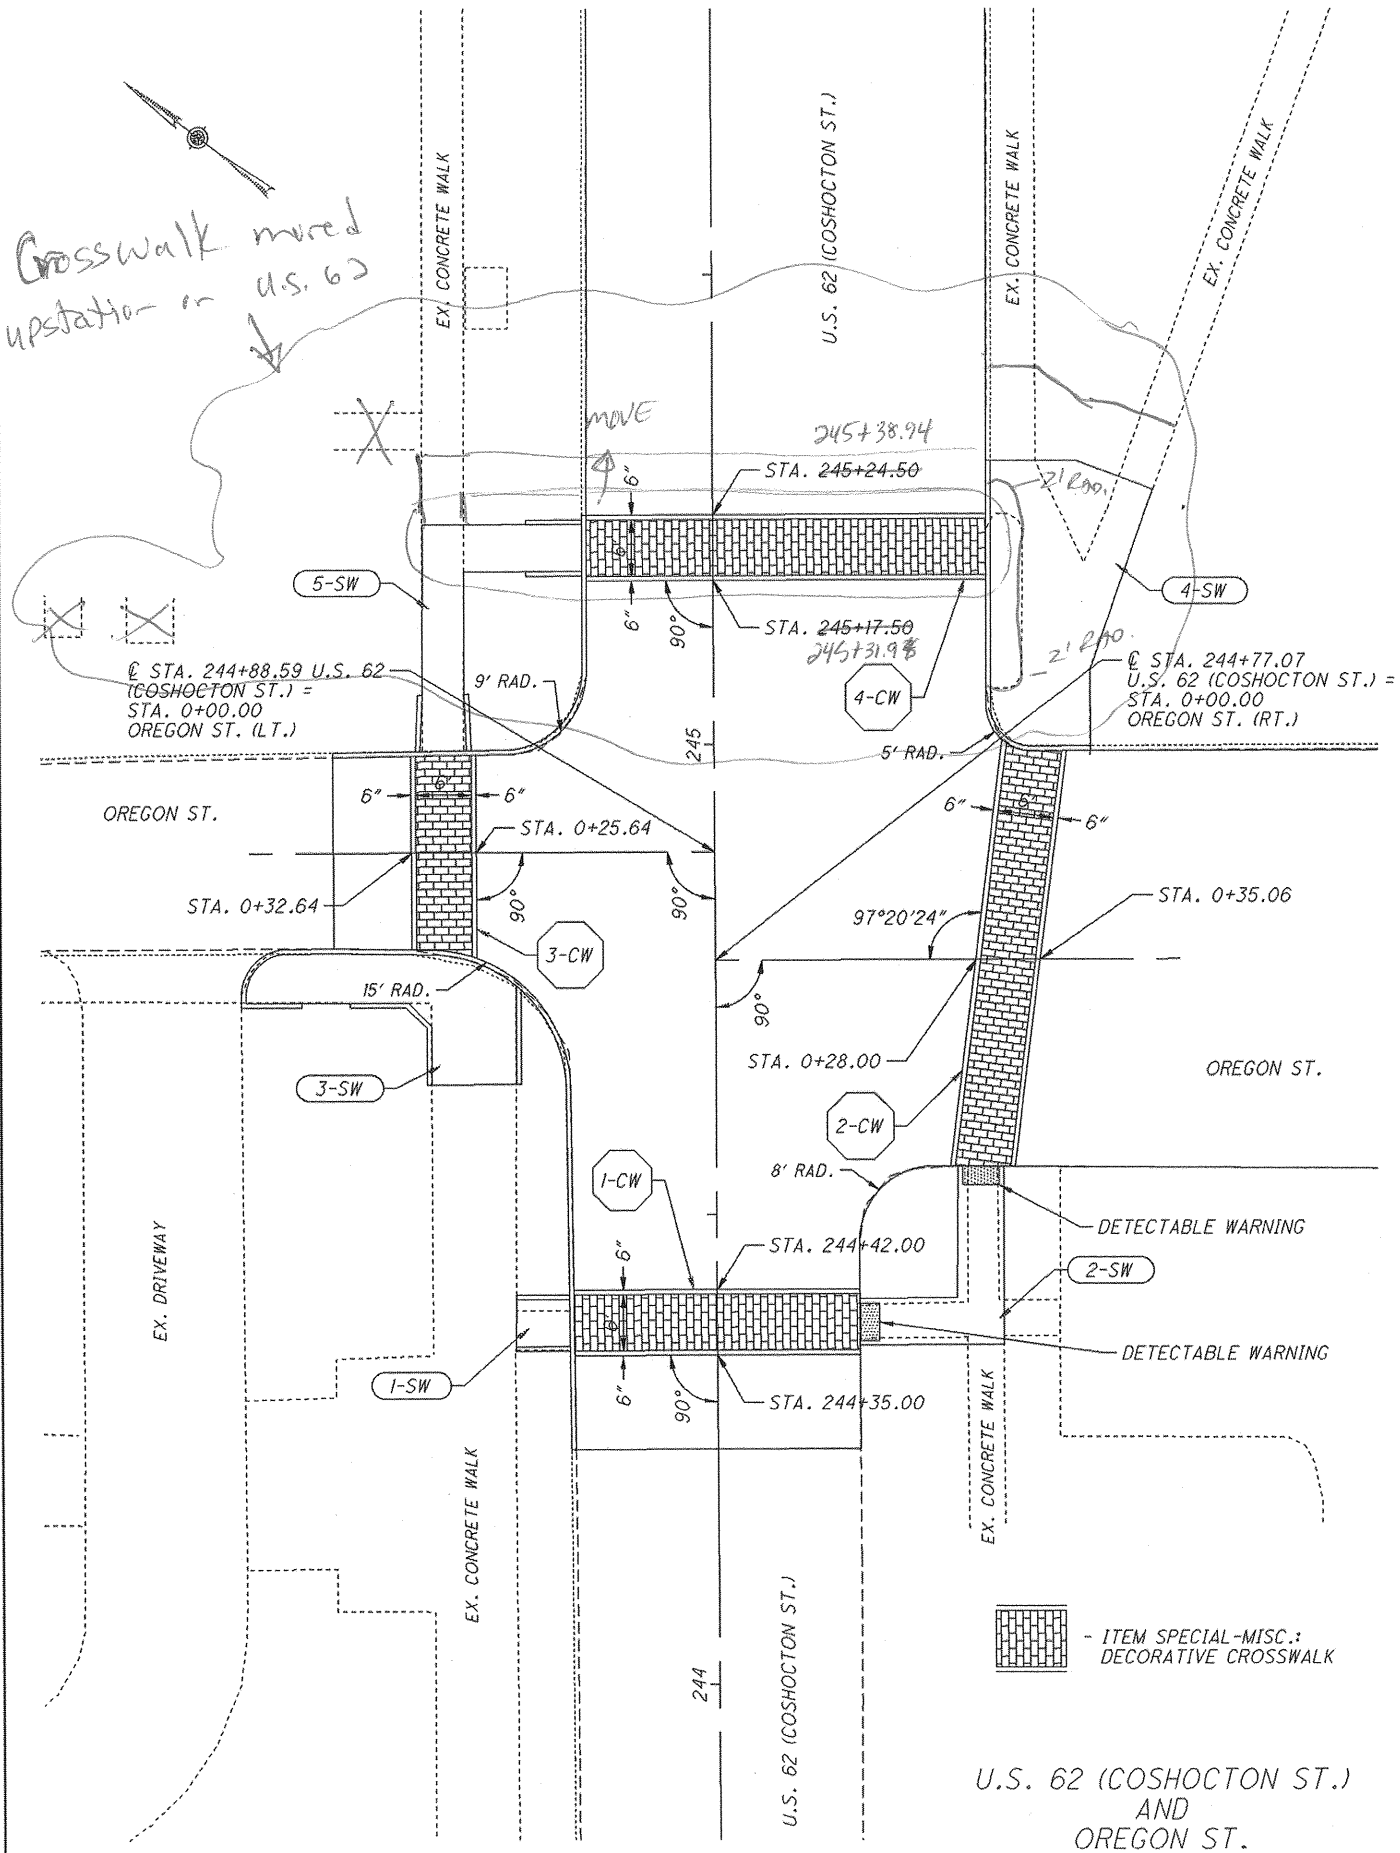 EX. CONCRETE WALK
U.S. 62 (COSHOCTON ST.)
EX. CONCRETE WALK
EX. CONCRETE WALK
Crosswalk moved
upstation on U.S. 62
MOVE
245+38.94
STA. 245+24.50
6"
2' RAD.
6'
5-SW
4-SW
6"
90°
STA. 245+17.50
245+31.9
2' RAD.
℄ STA. 244+88.59 U.S. 62
(COSHOCTON ST.) =
STA. 0+00.00
OREGON ST. (LT.)
9' RAD.
4-CW
℄ STA. 244+77.07
U.S. 62 (COSHOCTON ST.) =
STA. 0+00.00
OREGON ST. (RT.)
245
5' RAD.
OREGON ST.
6"
6'
6"
6"
6'
6"
STA. 0+25.64
STA. 0+32.64
90°
90°
97°20'24"
STA. 0+35.06
3-CW
15' RAD.
90°
STA. 0+28.00
OREGON ST.
3-SW
2-CW
1-CW
8' RAD.
DETECTABLE WARNING
6"
STA. 244+42.00
2-SW
EX. DRIVEWAY
6'
DETECTABLE WARNING
1-SW
6"
90°
STA. 244+35.00
EX. CONCRETE WALK
EX. CONCRETE WALK
244
U.S. 62 (COSHOCTON ST.)
- ITEM SPECIAL-MISC.:
DECORATIVE CROSSWALK
U.S. 62 (COSHOCTON ST.)
AND
OREGON ST.